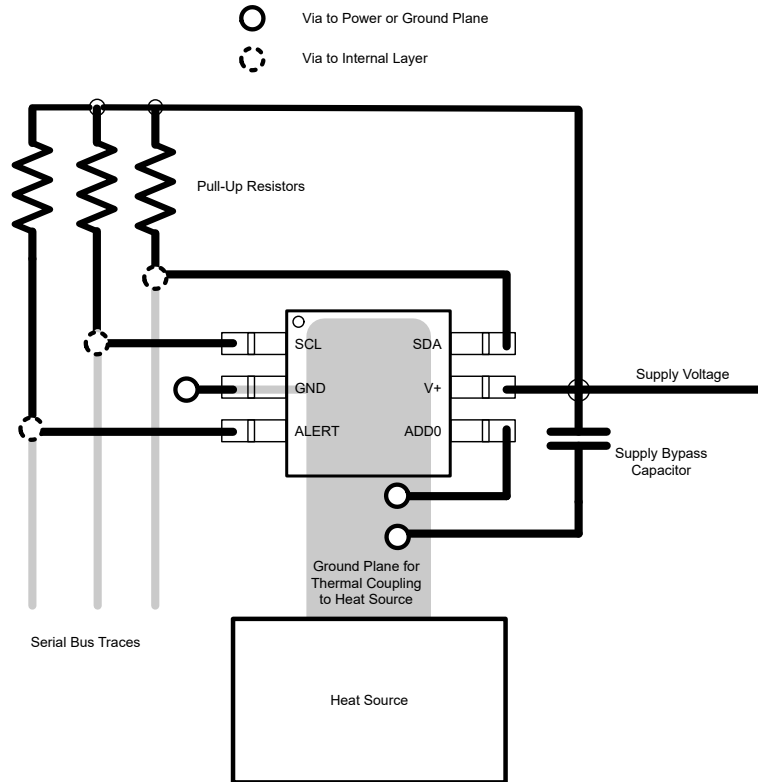 Via to Power or Ground Plane
Via to Internal Layer
Pull-Up Resistors
SCL
SDA
Supply Voltage
GND
V+
ALERT
ADD0
Supply Bypass
Capacitor
Ground Plane for
Thermal Coupling
to Heat Source
Serial Bus Traces
Heat Source